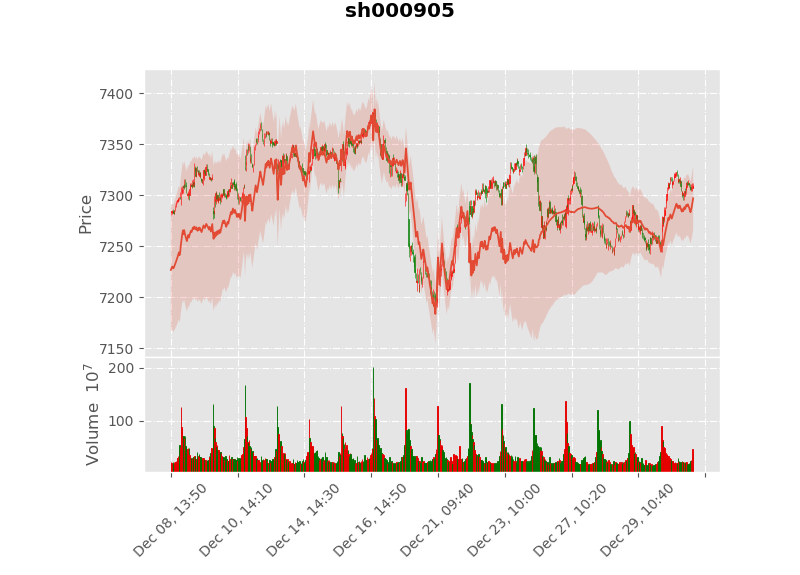 sh000905
7400
7350
7300
7250
7200
7150
Price
200
100
Volume 10^7
Dec 08, 13:50
Dec 10, 14:10
Dec 14, 14:30
Dec 16, 14:50
Dec 21, 09:40
Dec 23, 10:00
Dec 27, 10:20
Dec 29, 10:40